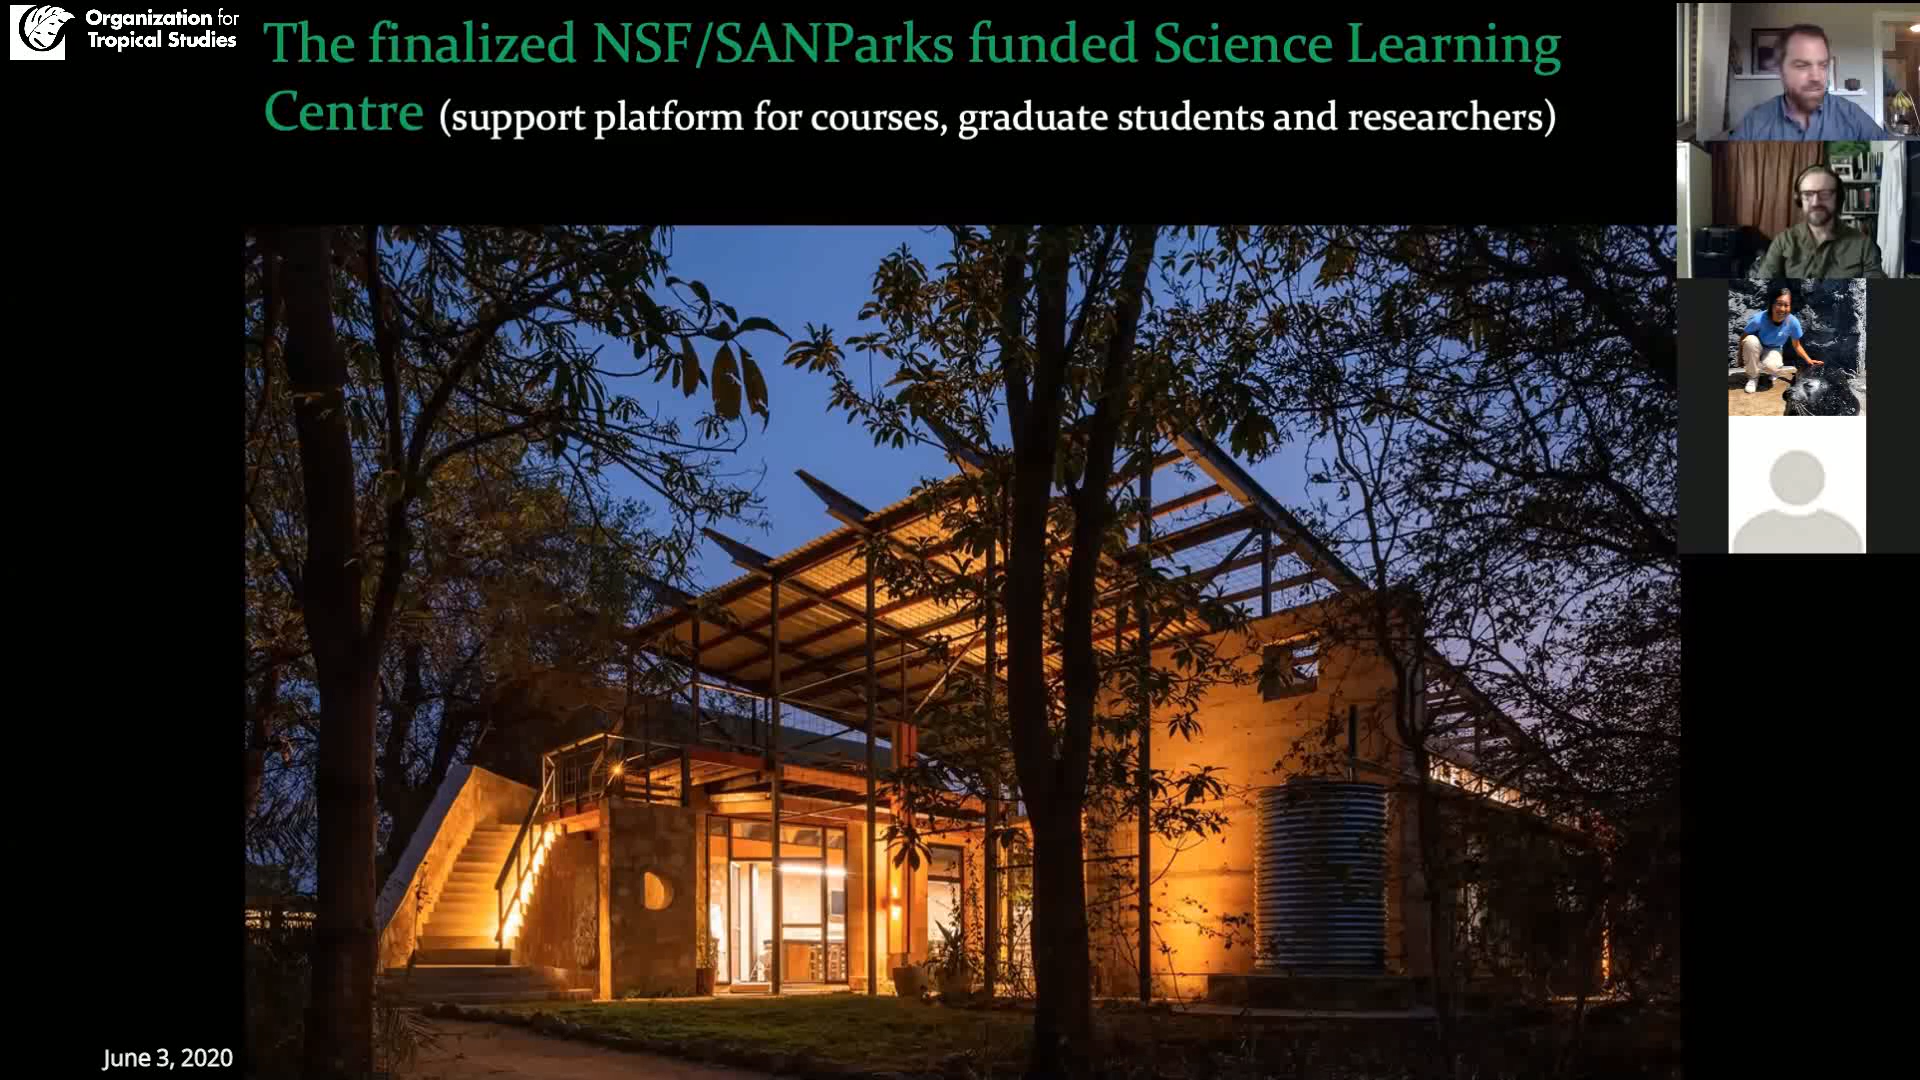 Organization for
Tropical Studies
The finalized NSF/SANParks funded Science Learning
Centre (support platform for courses, graduate students and researchers)
June 3, 2020